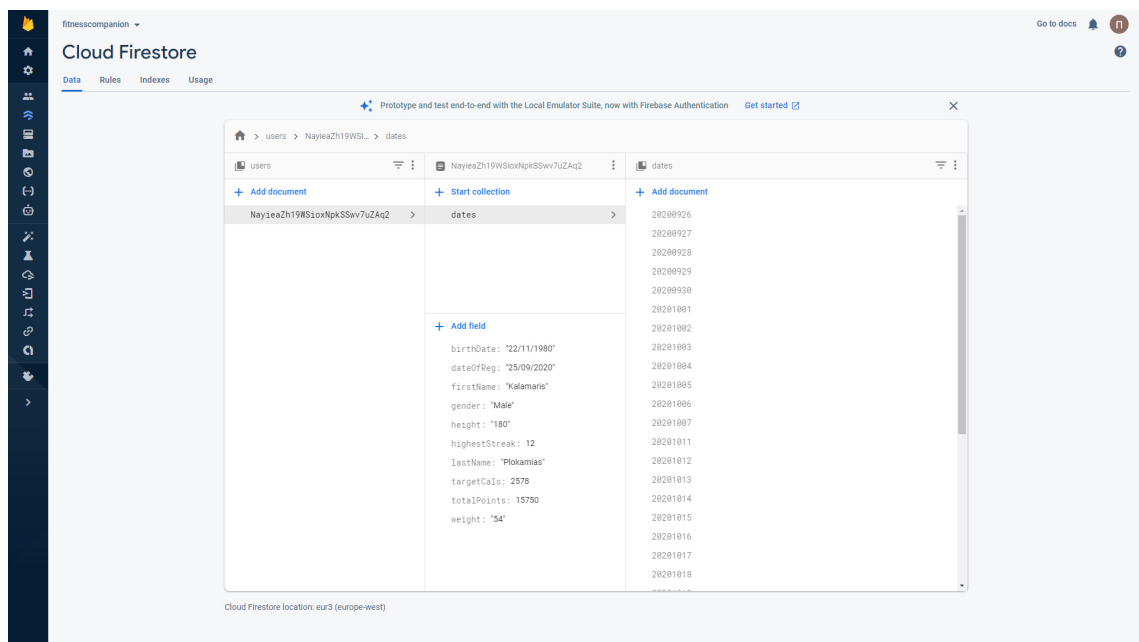 fitnesscompanion
Go to docs
П
Cloud Firestore
Data Rules Indexes Usage
Prototype and test end-to-end with the Local Emulator Suite, now with Firebase Authentication Get started
users > NayieaZh19WSi... > dates
users
Add document
NayieaZh19WSioxNpkSSwv7uZAq2
NayieaZh19WSioxNpkSSwv7uZAq2
Start collection
dates
Add field
birthDate: "22/11/1980"
dateOfReg: "25/09/2020"
firstName: "Kalamaris"
gender: "Male"
height: "180"
highestStreak: 12
lastName: "Plokamias"
targetCals: 2578
totalPoints: 15750
weight: "54"
dates
Add document
20200926
20200927
20200928
20200929
20200930
20201001
20201002
20201003
20201004
20201005
20201006
20201007
20201011
20201012
20201013
20201014
20201015
20201016
20201017
20201018
Cloud Firestore location: eur3 (europe-west)